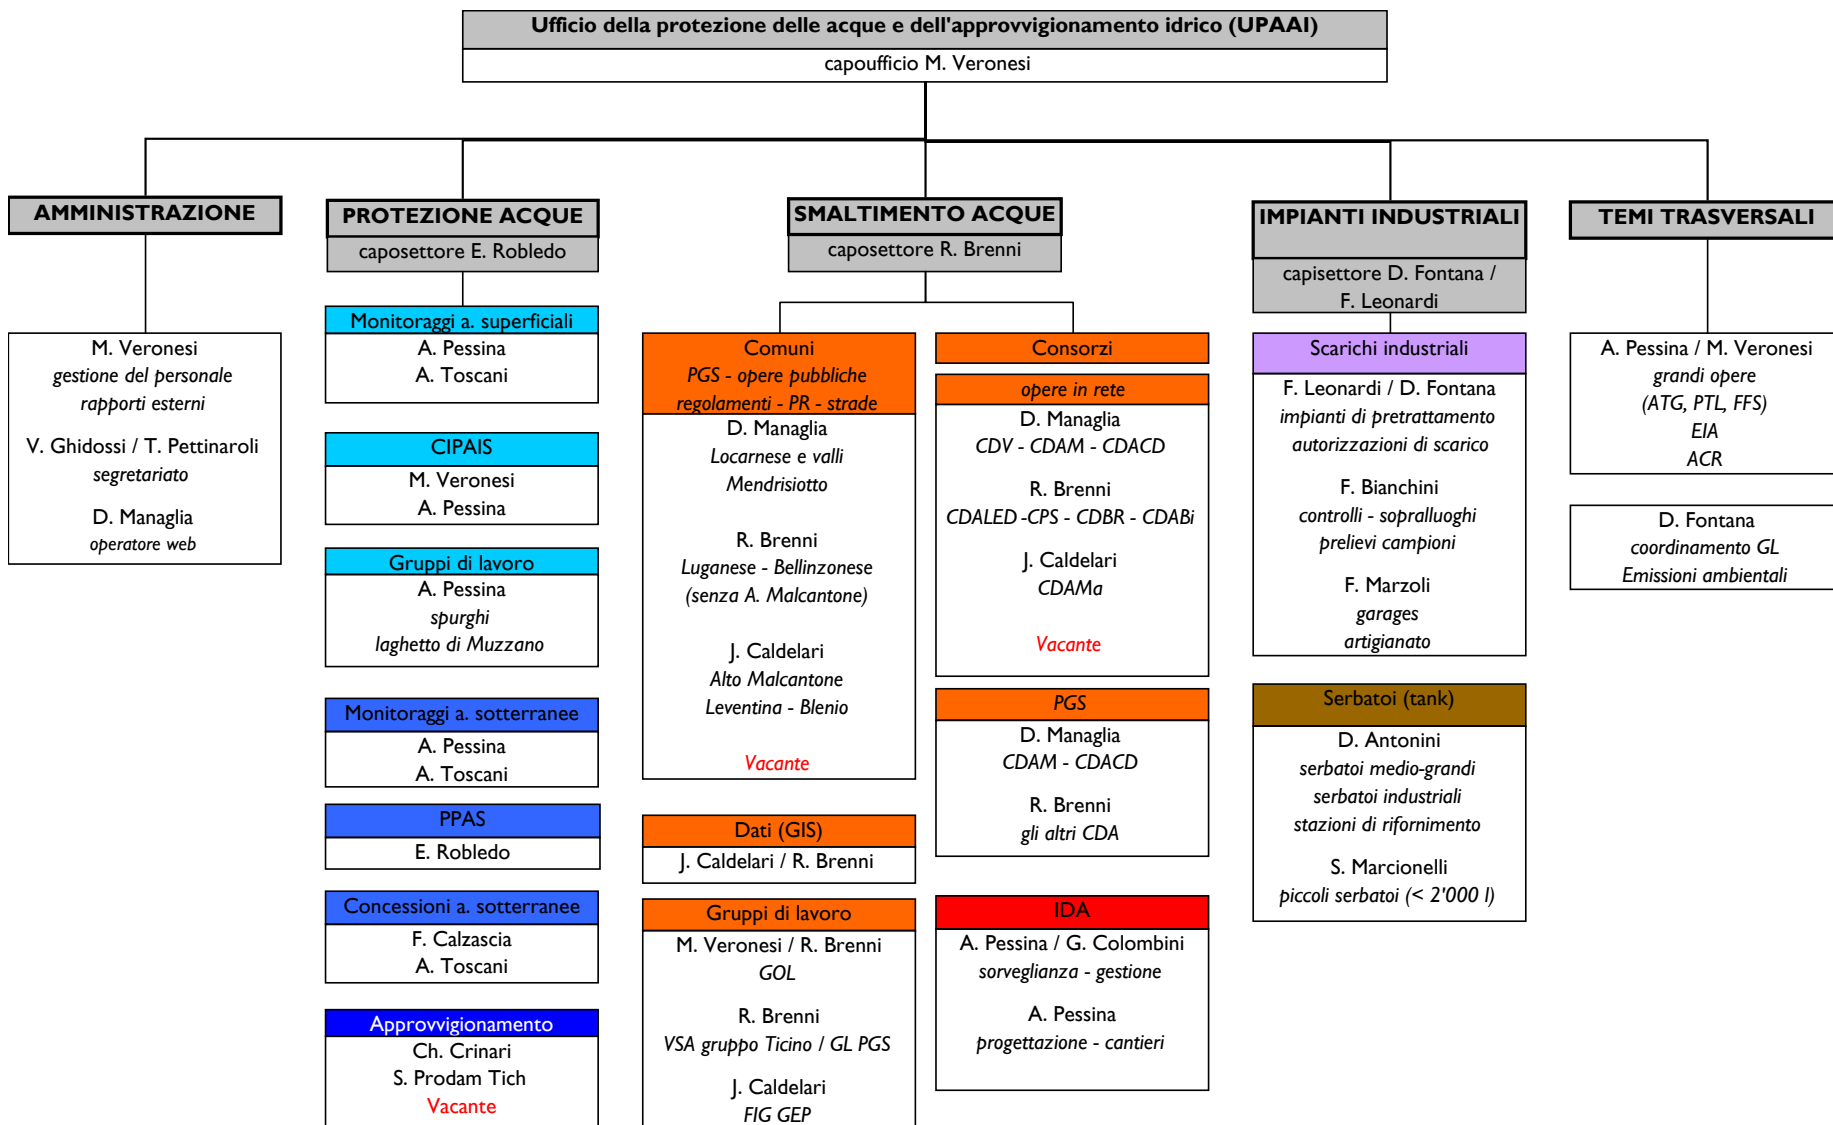 Ufficio della protezione delle acque e dell'approvvigionamento idrico (UPAAI)
capoufficio M. Veronesi
AMMINISTRAZIONE
M. Veronesi
gestione del personale
rapporti esterni
V. Ghidossi / T. Pettinaroli
segretariato
D. Managlia
operatore web
PROTEZIONE ACQUE
caposettore E. Robledo
Monitoraggi a. superficiali
A. Pessina
A. Toscani
CIPAIS
M. Veronesi
A. Pessina
Gruppi di lavoro
A. Pessina
spurghi
laghetto di Muzzano
Monitoraggi a. sotterranee
A. Pessina
A. Toscani
PPAS
E. Robledo
Concessioni a. sotterranee
F. Calzascia
A. Toscani
Approvvigionamento
Ch. Crinari
S. Prodam Tich
Vacante
SMALTIMENTO ACQUE
caposettore R. Brenni
Comuni
PGS - opere pubbliche
regolamenti - PR - strade
D. Managlia
Locarnese e valli
Mendrisiotto
R. Brenni
Luganese - Bellinzonese
(senza A. Malcantone)
J. Caldelari
Alto Malcantone
Leventina - Blenio
Vacante
Dati (GIS)
J. Caldelari / R. Brenni
Gruppi di lavoro
M. Veronesi / R. Brenni
GOL
R. Brenni
VSA gruppo Ticino / GL PGS
J. Caldelari
FIG GEP
Consorzi
opere in rete
D. Managlia
CDV - CDAM - CDACD
R. Brenni
CDALED -CPS - CDBR - CDABi
J. Caldelari
CDAMa
Vacante
PGS
D. Managlia
CDAM - CDACD
R. Brenni
gli altri CDA
IDA
A. Pessina / G. Colombini
sorveglianza - gestione
A. Pessina
progettazione - cantieri
IMPIANTI INDUSTRIALI
capisettore D. Fontana /
F. Leonardi
Scarichi industriali
F. Leonardi / D. Fontana
impianti di pretrattamento
autorizzazioni di scarico
F. Bianchini
controlli - sopralluoghi
prelievi campioni
F. Marzoli
garages
artigianato
Serbatoi (tank)
D. Antonini
serbatoi medio-grandi
serbatoi industriali
stazioni di rifornimento
S. Marcionelli
piccoli serbatoi (< 2'000 l)
TEMI TRASVERSALI
A. Pessina / M. Veronesi
grandi opere
(ATG, PTL, FFS)
EIA
ACR
D. Fontana
coordinamento GL
Emissioni ambientali